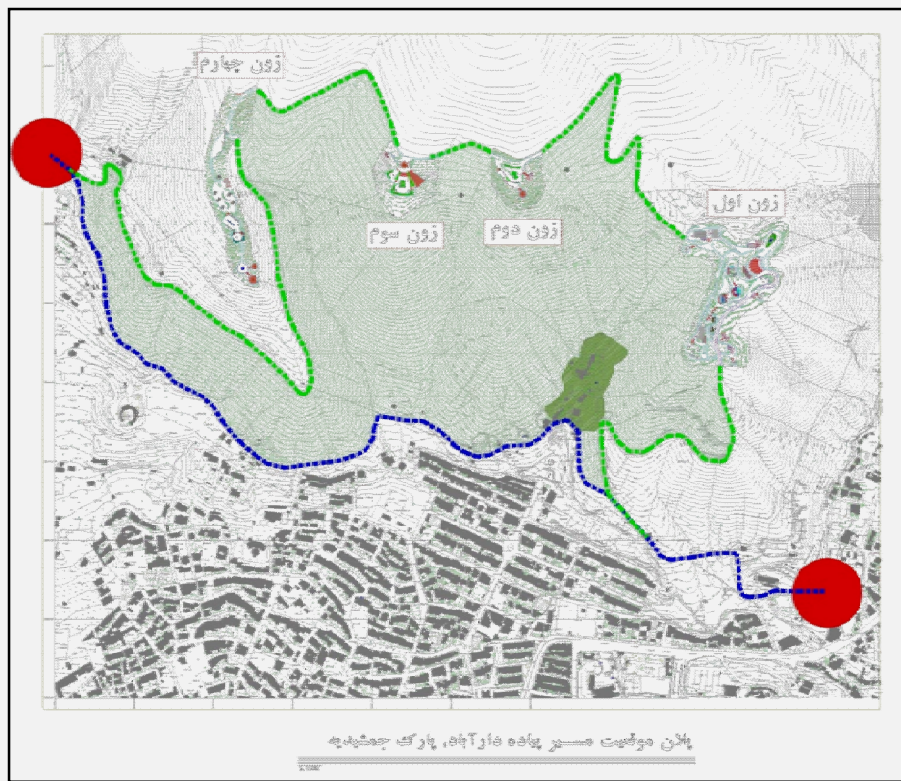 زون چهارم
زون اول
زون سوم
زون دوم
پلان موقعیت مسیر پیاده دارآباد، پارک جمشیدیه